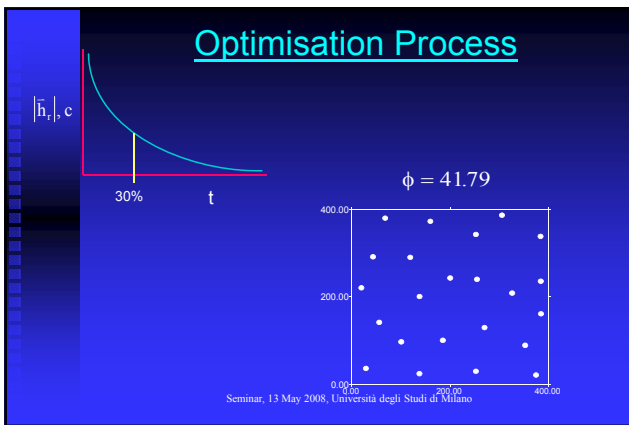 Optimisation Process
|h̄ᵣ|, c
30%
t
ϕ = 41.79
400.00
200.00
0.00
0.00 200.00 400.00
Seminar, 13 May 2008, Università degli Studi di Milano